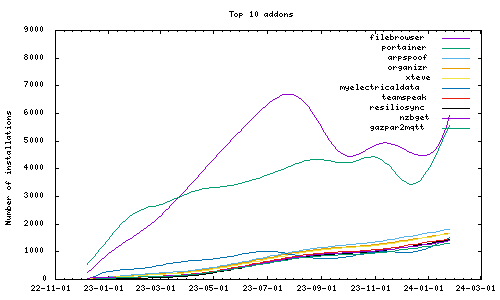 Top 10 addons
Number of installations
9000
8000
7000
6000
5000
4000
3000
2000
1000
0
filebrowser
portainer
arpspoof
organizr
xteve
myelectricaldata
teamspeak
resiliosync
nzbget
gazpar2mqtt
22-11-01 23-01-01 23-03-01 23-05-01 23-07-01 23-09-01 23-11-01 24-01-01 24-03-01